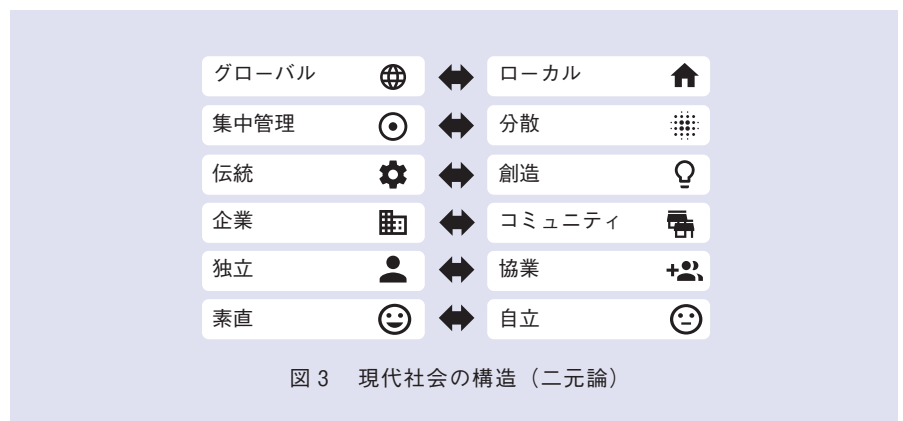 グローバル ローカル
集中管理 分散
伝統 創造
企業 コミュニティ
独立 協業
素直 自立
図3　現代社会の構造（二元論）